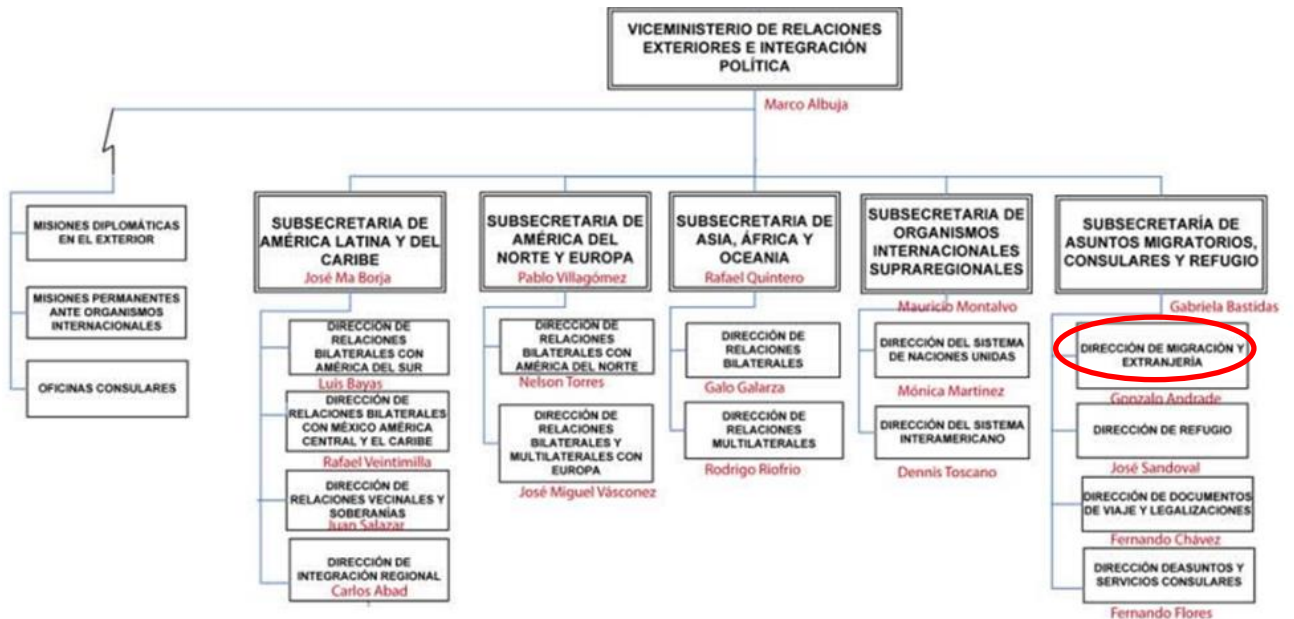 VICEMINISTERIO DE RELACIONES
EXTERIORES E INTEGRACIÓN
POLÍTICA
Marco Albuja
MISIONES DIPLOMÁTICAS
EN EL EXTERIOR
MISIONES PERMANENTES
ANTE ORGANISMOS
INTERNACIONALES
OFICINAS CONSULARES
SUBSECRETARIA DE
AMÉRICA LATINA Y DEL
CARIBE
José Ma Borja
DIRECCIÓN DE
RELACIONES
BILATERALES CON
AMÉRICA DEL SUR
Luis Bayas
DIRECCIÓN DE
RELACIONES BILATERALES
CON MÉXICO AMÉRICA
CENTRAL Y EL CARIBE
Rafael Veintimilla
DIRECCIÓN DE
RELACIONES VECINALES Y
SOBERANÍAS
Juan Salazar
DIRECCIÓN DE
INTEGRACIÓN REGIONAL
Carlos Abad
SUBSECRETARIA DE
AMÉRICA DEL
NORTE Y EUROPA
Pablo Villagómez
DIRECCIÓN DE
RELACIONES
BILATERALES CON
AMÉRICA DEL NORTE
Nelson Torres
DIRECCIÓN DE
RELACIONES
BILATERALES Y
MULTILATERALES CON
EUROPA
José Miguel Vásconez
SUBSECRETARIA DE
ASIA, ÁFRICA Y
OCEANIA
Rafael Quintero
DIRECCIÓN DE
RELACIONES
BILATERALES
Galo Galarza
DIRECCIÓN DE
RELACIONES
MULTILATERALES
Rodrigo Riofrio
SUBSECRETARIA DE
ORGANISMOS
INTERNACIONALES
SUPRAREGIONALES
Mauricio Montalvo
DIRECCIÓN DEL SISTEMA
DE NACIONES UNIDAS
Mónica Martinez
DIRECCIÓN DEL SISTEMA
INTERAMERICANO
Dennis Toscano
SUBSECRETARÍA DE
ASUNTOS MIGRATORIOS,
CONSULARES Y REFUGIO
Gabriela Bastidas
DIRECCIÓN DE MIGRACIÓN Y
EXTRANJERÍA
Gonzalo Andrade
DIRECCIÓN DE REFUGIO
José Sandoval
DIRECCIÓN DE DOCUMENTOS
DE VIAJE Y LEGALIZACIONES
Fernando Chávez
DIRECCIÓN DEASUNTOS Y
SERVICIOS CONSULARES
Fernando Flores